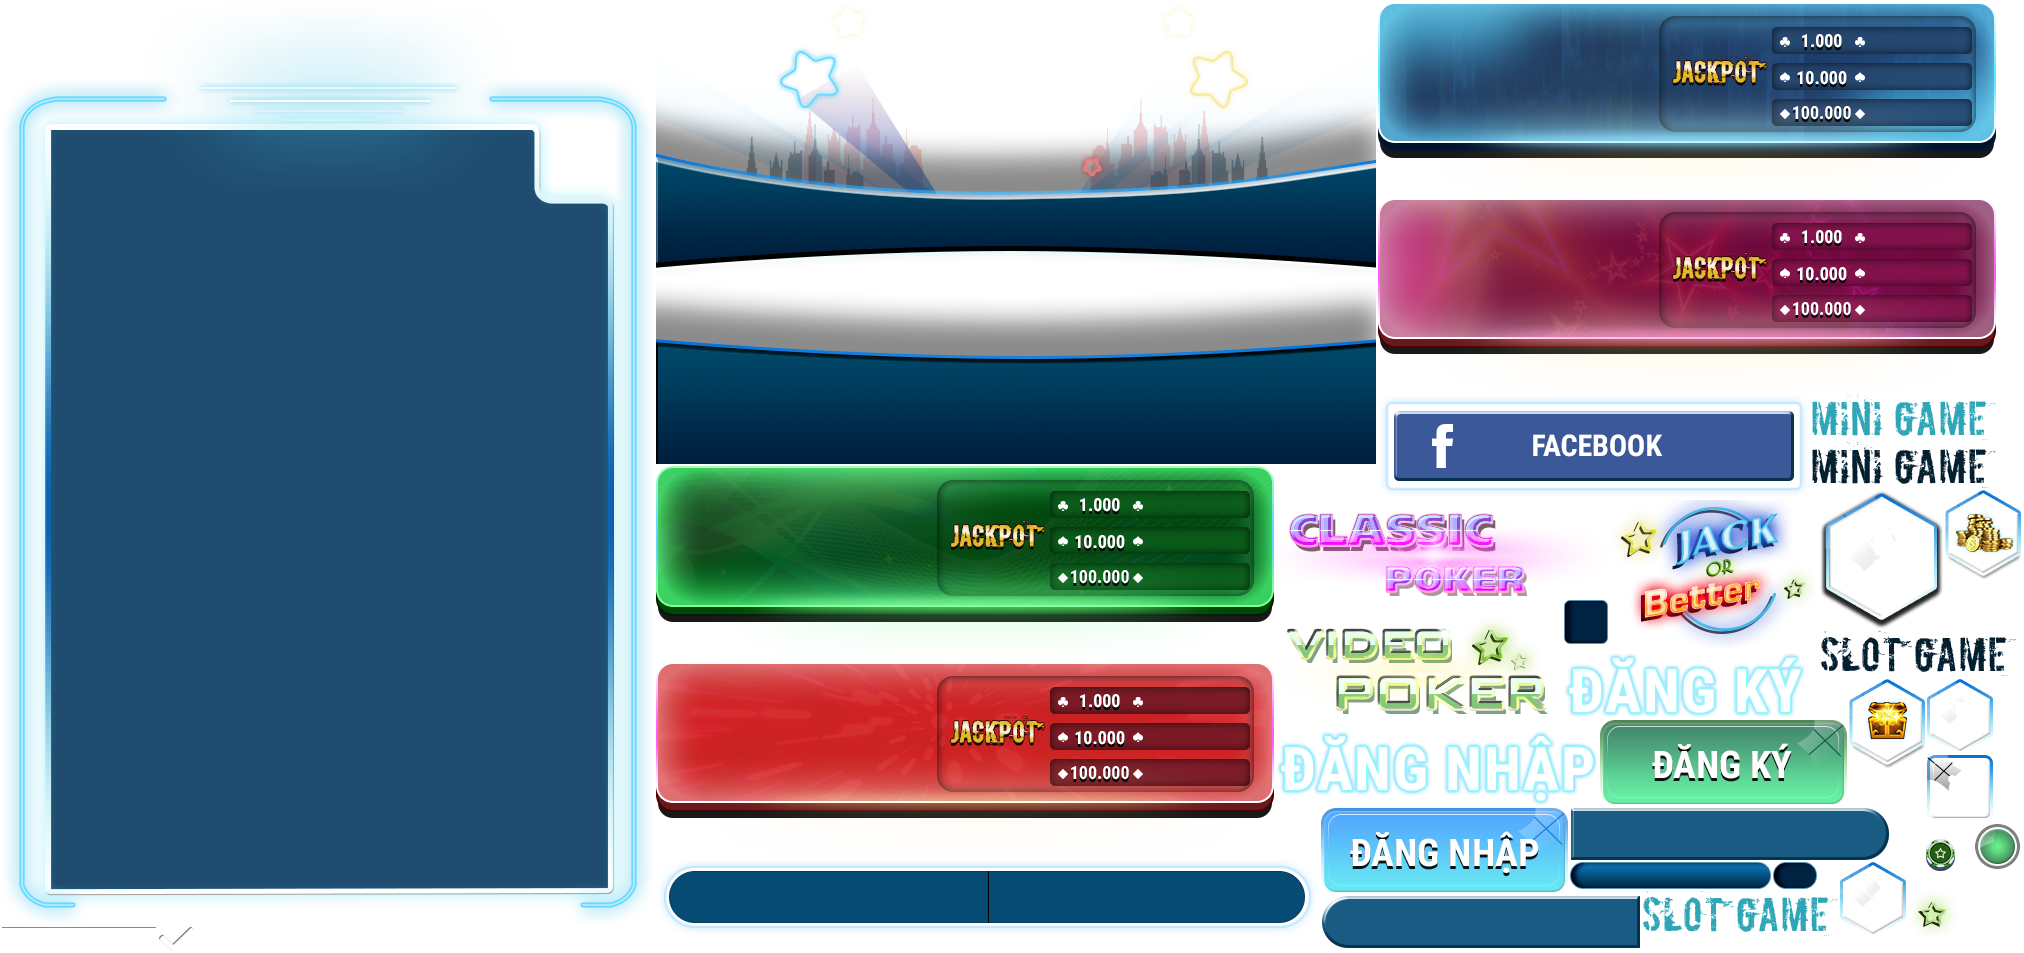 JACKPOT
1.000
10.000
100.000
JACKPOT
1.000
10.000
100.000
FACEBOOK
MINI GAME
MINI GAME
JACKPOT
1.000
10.000
100.000
CLASSIC
POKER
JACK
OR
Better
VIDEO
POKER
SLOT GAME
ĐĂNG KÝ
JACKPOT
1.000
10.000
100.000
ĐĂNG NHẬP
ĐĂNG KÝ
ĐĂNG NHẬP
SLOT GAME